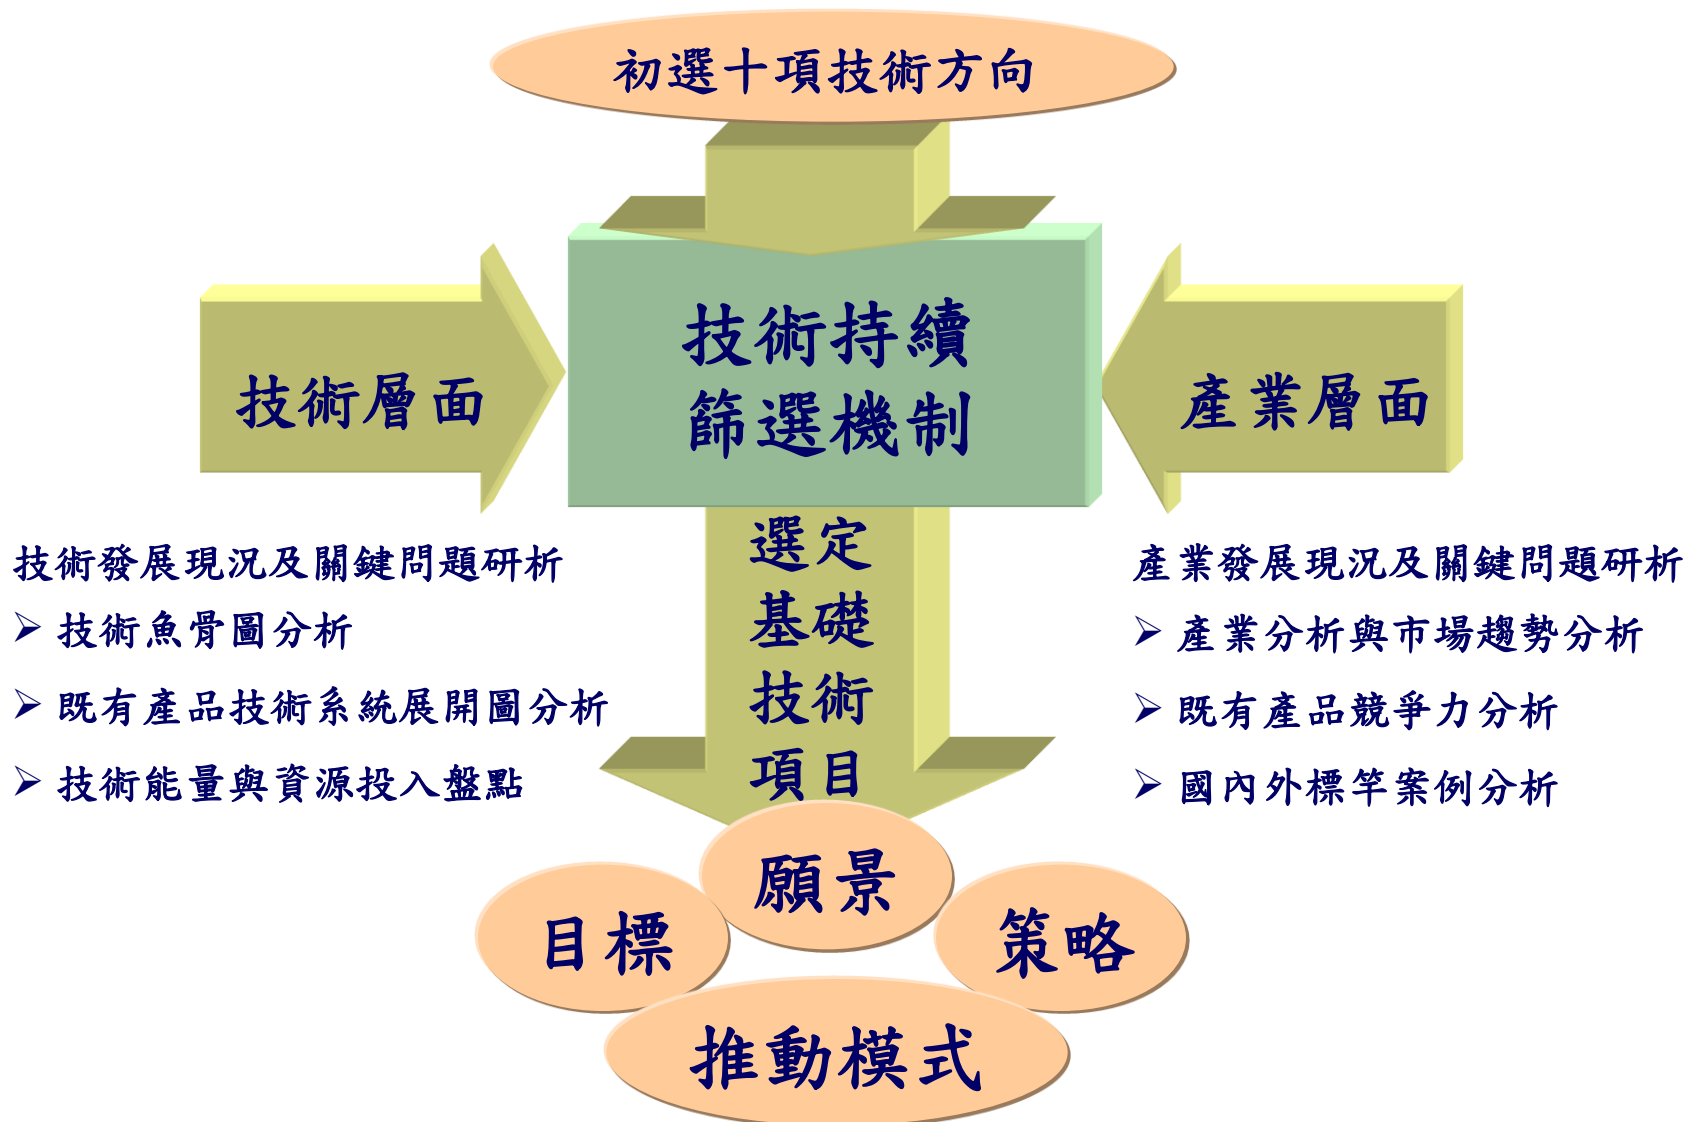 初選十項技術方向
技術持續
篩選機制
技術層面
產業層面
選定
基礎
技術
項目
技術發展現況及關鍵問題研析
➢ 技術魚骨圖分析
➢ 既有產品技術系統展開圖分析
➢ 技術能量與資源投入盤點
產業發展現況及關鍵問題研析
➢ 產業分析與市場趨勢分析
➢ 既有產品競爭力分析
➢ 國內外標竿案例分析
願景
目標
策略
推動模式